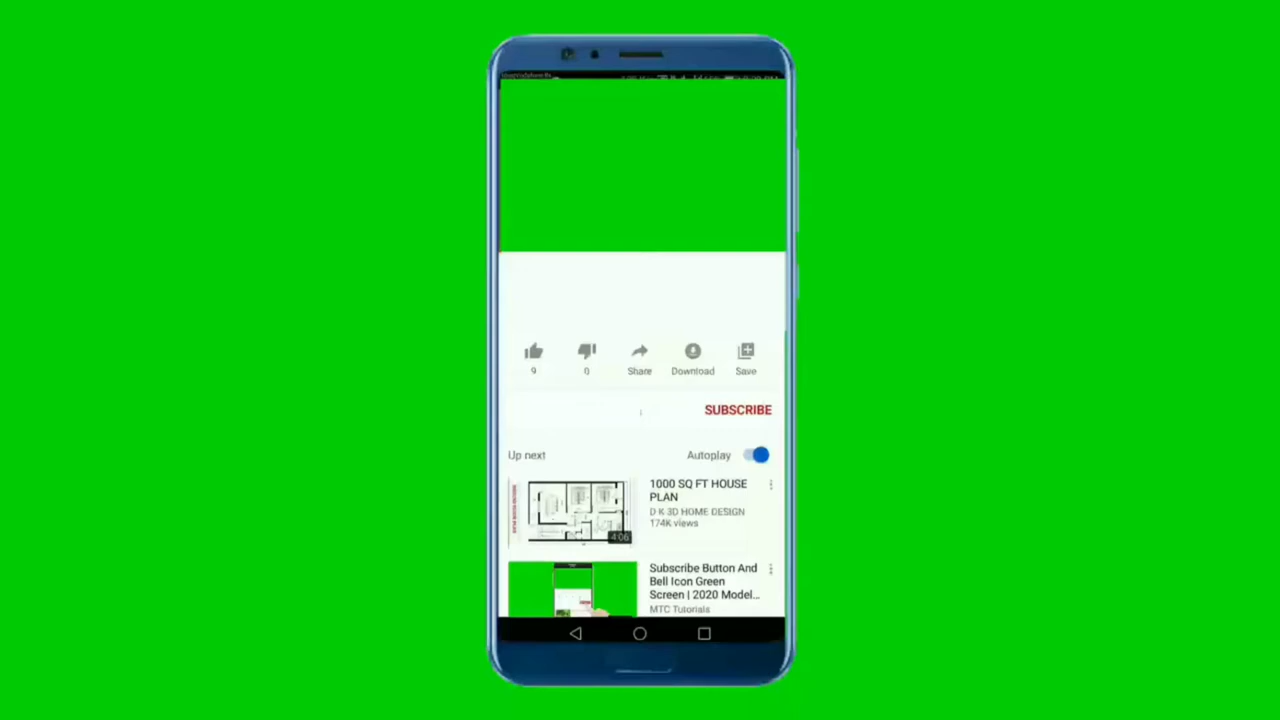 9
0
Share
Download
Save
SUBSCRIBE
Up next
Autoplay
1000 SQ FT HOUSE
PLAN
D K 3D HOME DESIGN
174K views
4:06
Subscribe Button And
Bell Icon Green
Screen | 2020 Model...
MTC Tutorials